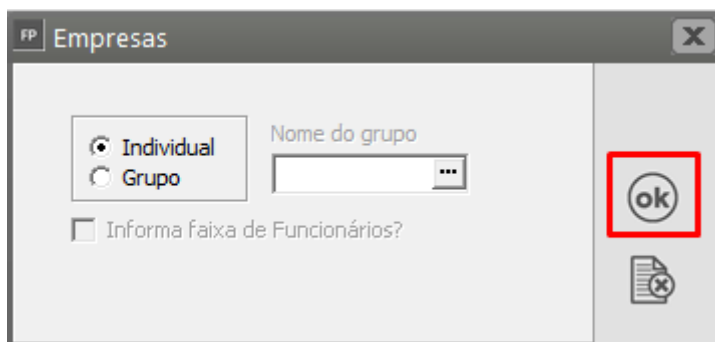 FP Empresas
Individual
Grupo
Nome do grupo
...
Informa faixa de Funcionários?
ok